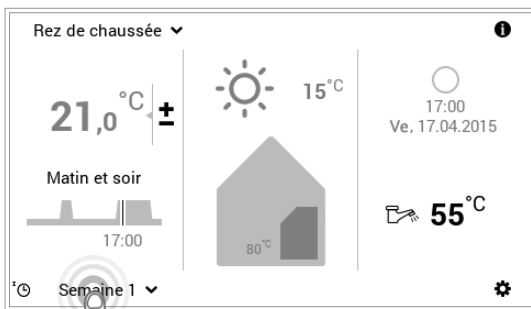 Rez de chaussée
21,0 °C ±
Matin et soir
17:00
Semaine 1
15°C
80°C
17:00
Ve, 17.04.2015
55°C